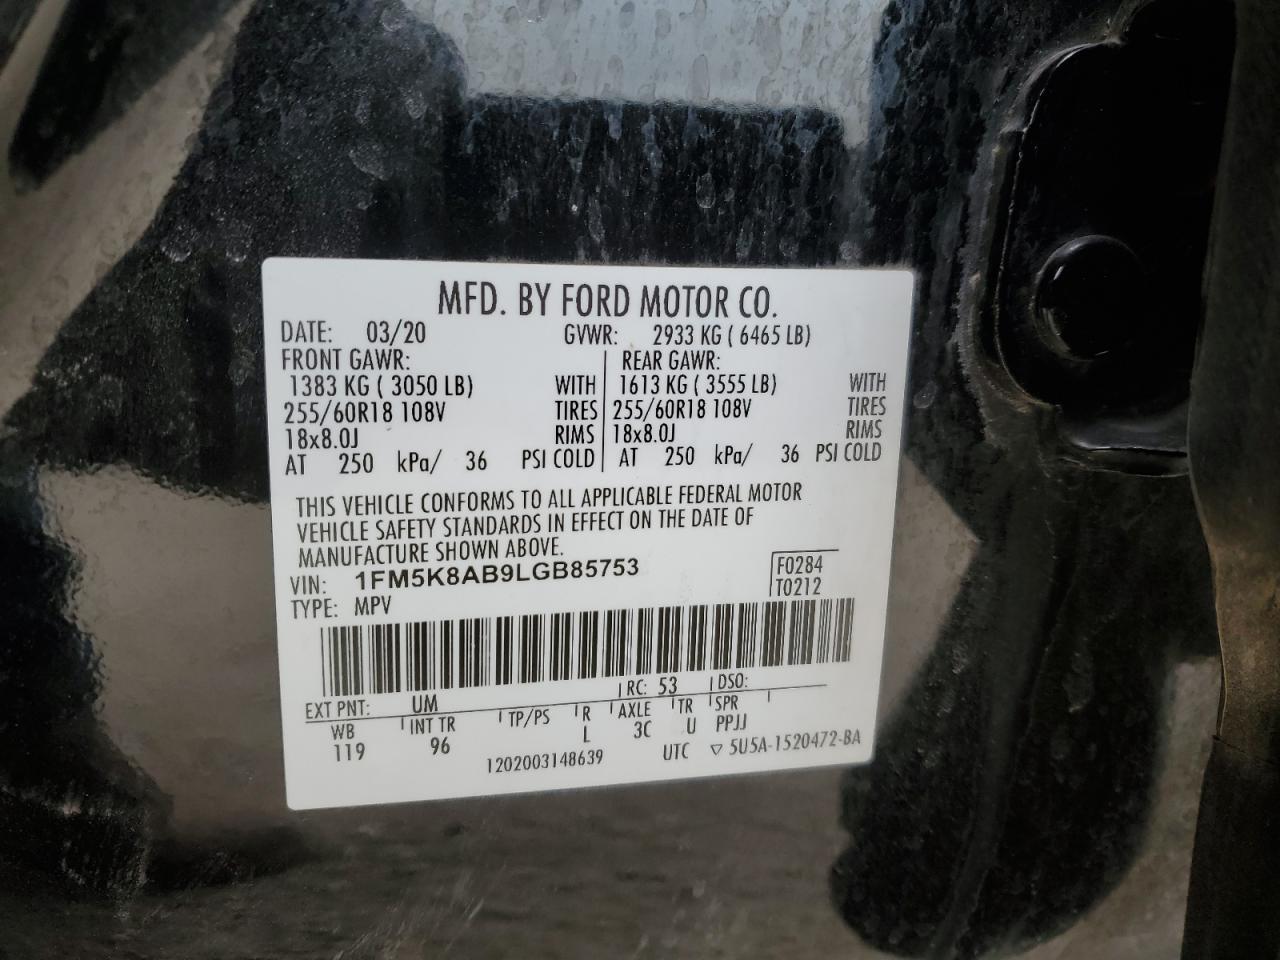 MFD. BY FORD MOTOR CO.
DATE: 03/20 GVWR: 2933 KG ( 6465 LB)
FRONT GAWR: REAR GAWR:
1383 KG ( 3050 LB) WITH 1613 KG ( 3555 LB) WITH
255/60R18 108V TIRES 255/60R18 108V TIRES
18x8.0J RIMS 18x8.0J RIMS
AT 250 kPa/ 36 PSI COLD AT 250 kPa/ 36 PSI COLD
THIS VEHICLE CONFORMS TO ALL APPLICABLE FEDERAL MOTOR
VEHICLE SAFETY STANDARDS IN EFFECT ON THE DATE OF
MANUFACTURE SHOWN ABOVE.
VIN: 1FM5K8AB9LGB85753 F0284
TYPE: MPV T0212
EXT PNT: UM RC: 53 DSO:
WB INT TR TP/PS R AXLE TR SPR
119 96 L 3C U PPJJ
1202003148639 UTC ▽ 5U5A-1520472-BA